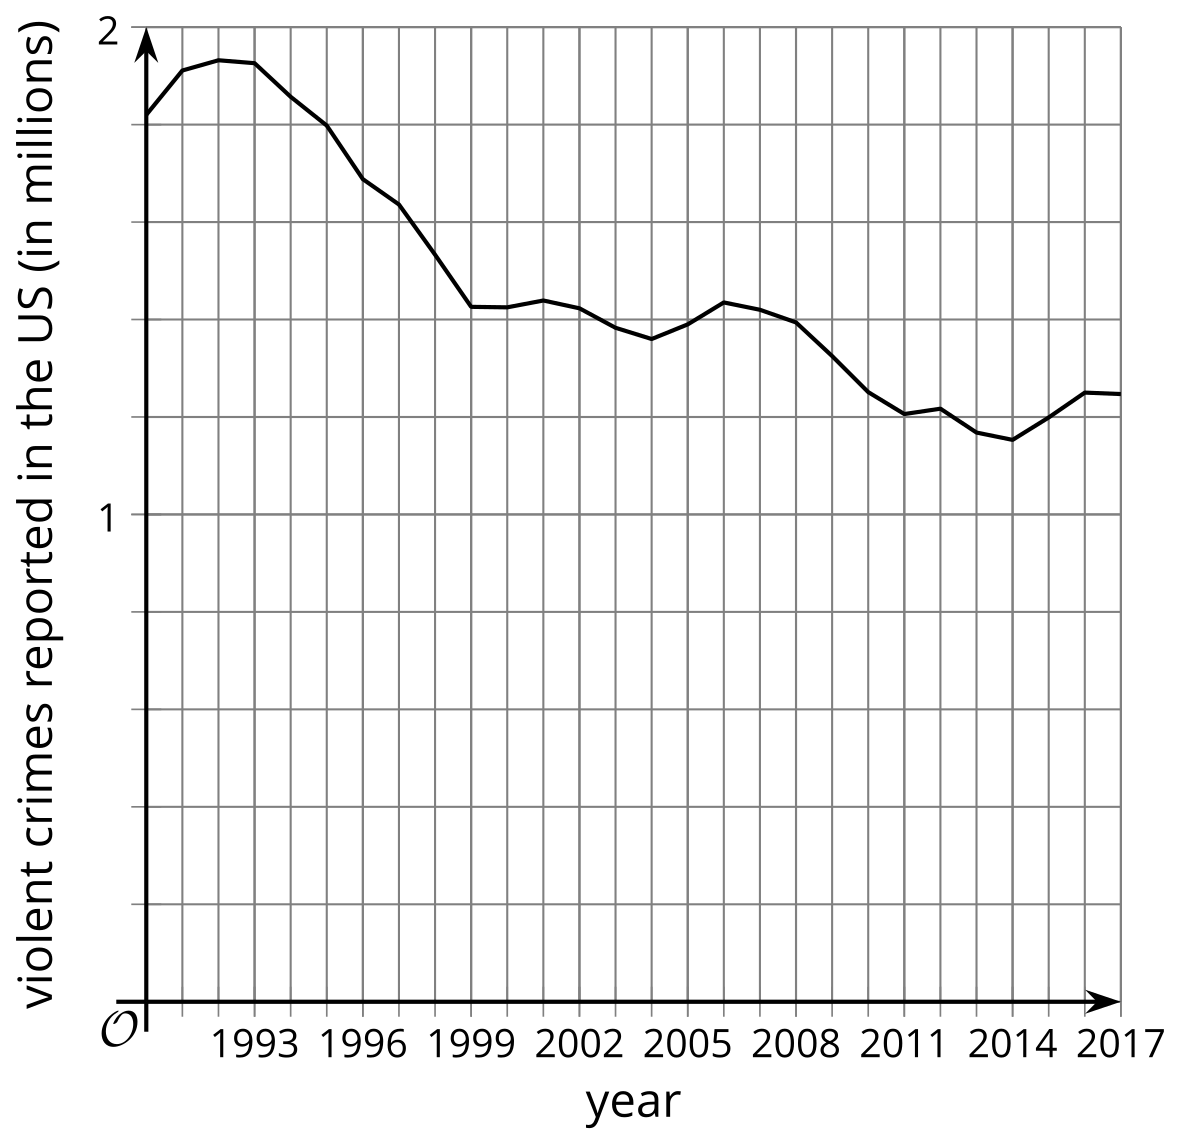 violent crimes reported in the US (in millions)
2
1
O
1993 1996 1999 2002 2005 2008 2011 2014 2017
year